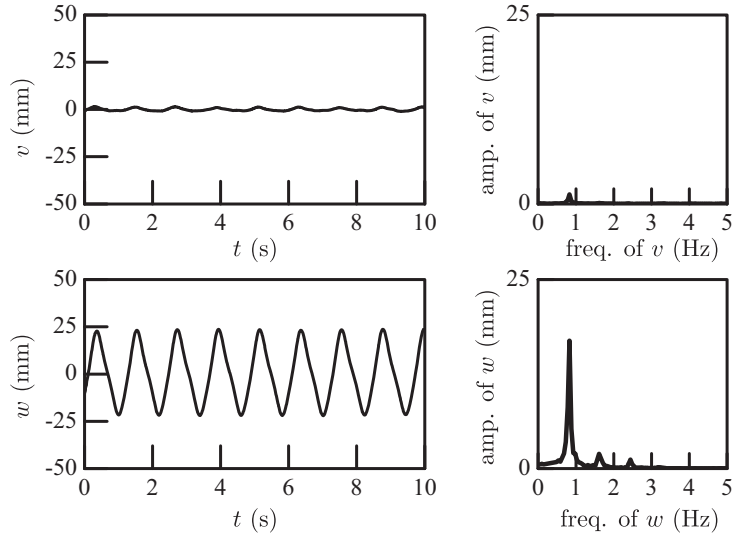 50
25
0
-25
-50
v (mm)
0 2 4 6 8 10
t (s)
25
0
amp. of v (mm)
0 1 2 3 4 5
freq. of v (Hz)
50
25
0
-25
-50
w (mm)
0 2 4 6 8 10
t (s)
25
0
amp. of w (mm)
0 1 2 3 4 5
freq. of w (Hz)